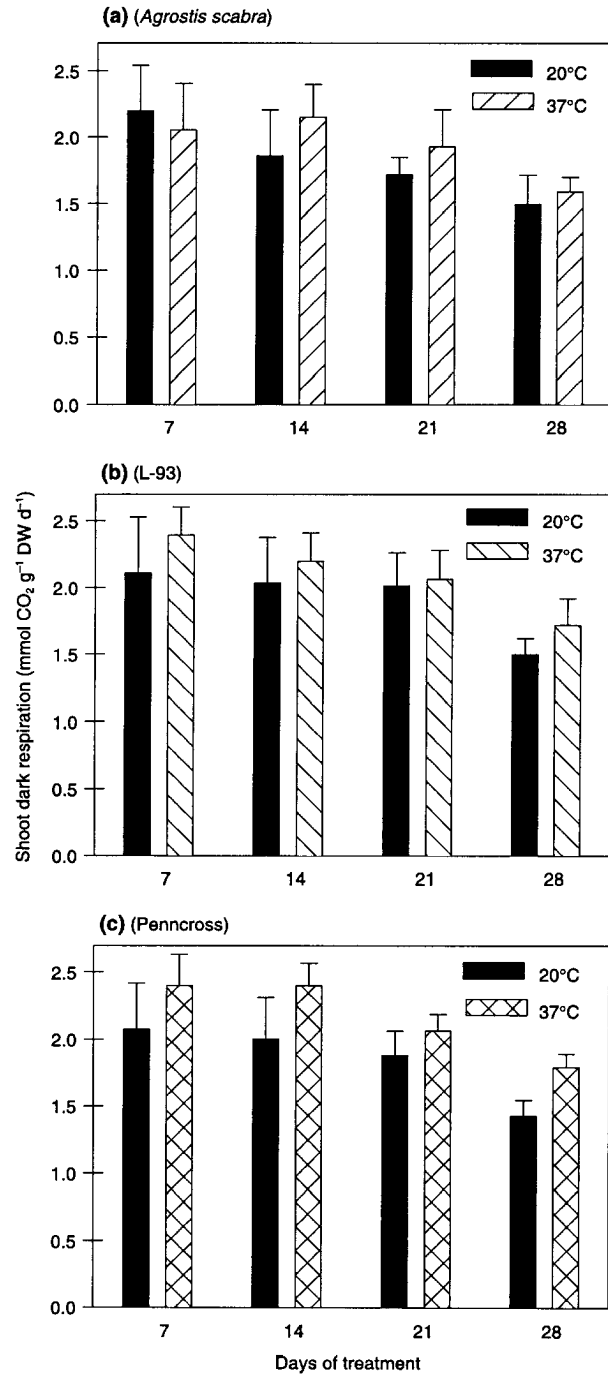 (a) (Agrostis scabra)
2.5
2.0
1.5
1.0
0.5
0.0
20°C
37°C
7 14 21 28
(b) (L-93)
2.5
2.0
1.5
1.0
0.5
0.0
20°C
37°C
7 14 21 28
Shoot dark respiration (mmol CO₂ g⁻¹ DW d⁻¹)
(c) (Penncross)
2.5
2.0
1.5
1.0
0.5
0.0
20°C
37°C
7 14 21 28
Days of treatment